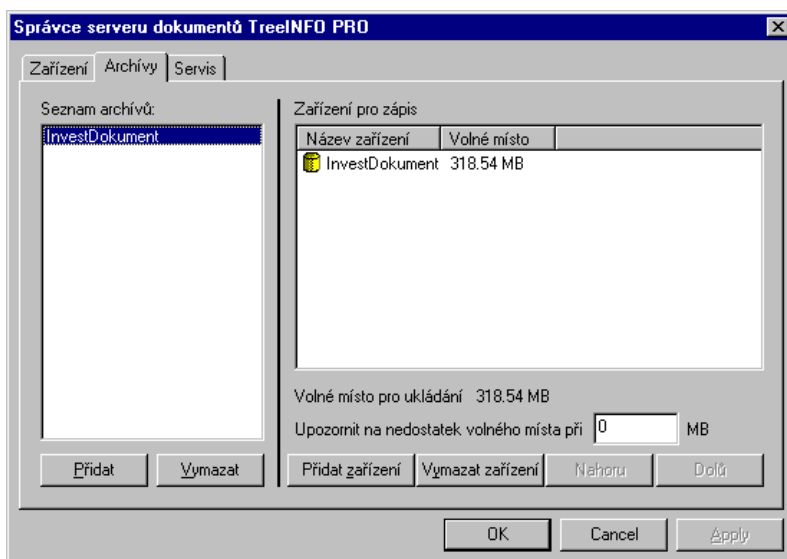 Správce serveru dokumentů TreeINFO PRO
Zařízení
Archívy
Servis
Seznam archívů:
InvestDokument
Přidat
Vymazat
Zařízení pro zápis
Název zařízení
Volné místo
InvestDokument
318.54 MB
Volné místo pro ukládání 318.54 MB
Upozornit na nedostatek volného místa při 0 MB
Přidat zařízení
Vymazat zařízení
Nahoru
Dolů
OK
Cancel
Apply